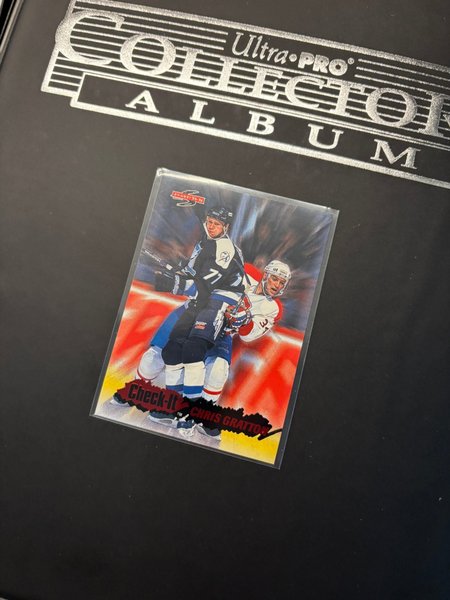 Ultra•PRO®
COLLECTOR
ALBUM
77
Check-It
CHRIS GRATTON